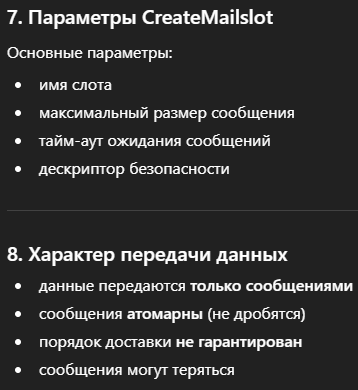 7. Параметры CreateMailslot
Основные параметры:
• имя слота
• максимальный размер сообщения
• тайм-аут ожидания сообщений
• дескриптор безопасности
8. Характер передачи данных
• данные передаются только сообщениями
• сообщения атомарны (не дробятся)
• порядок доставки не гарантирован
• сообщения могут теряться